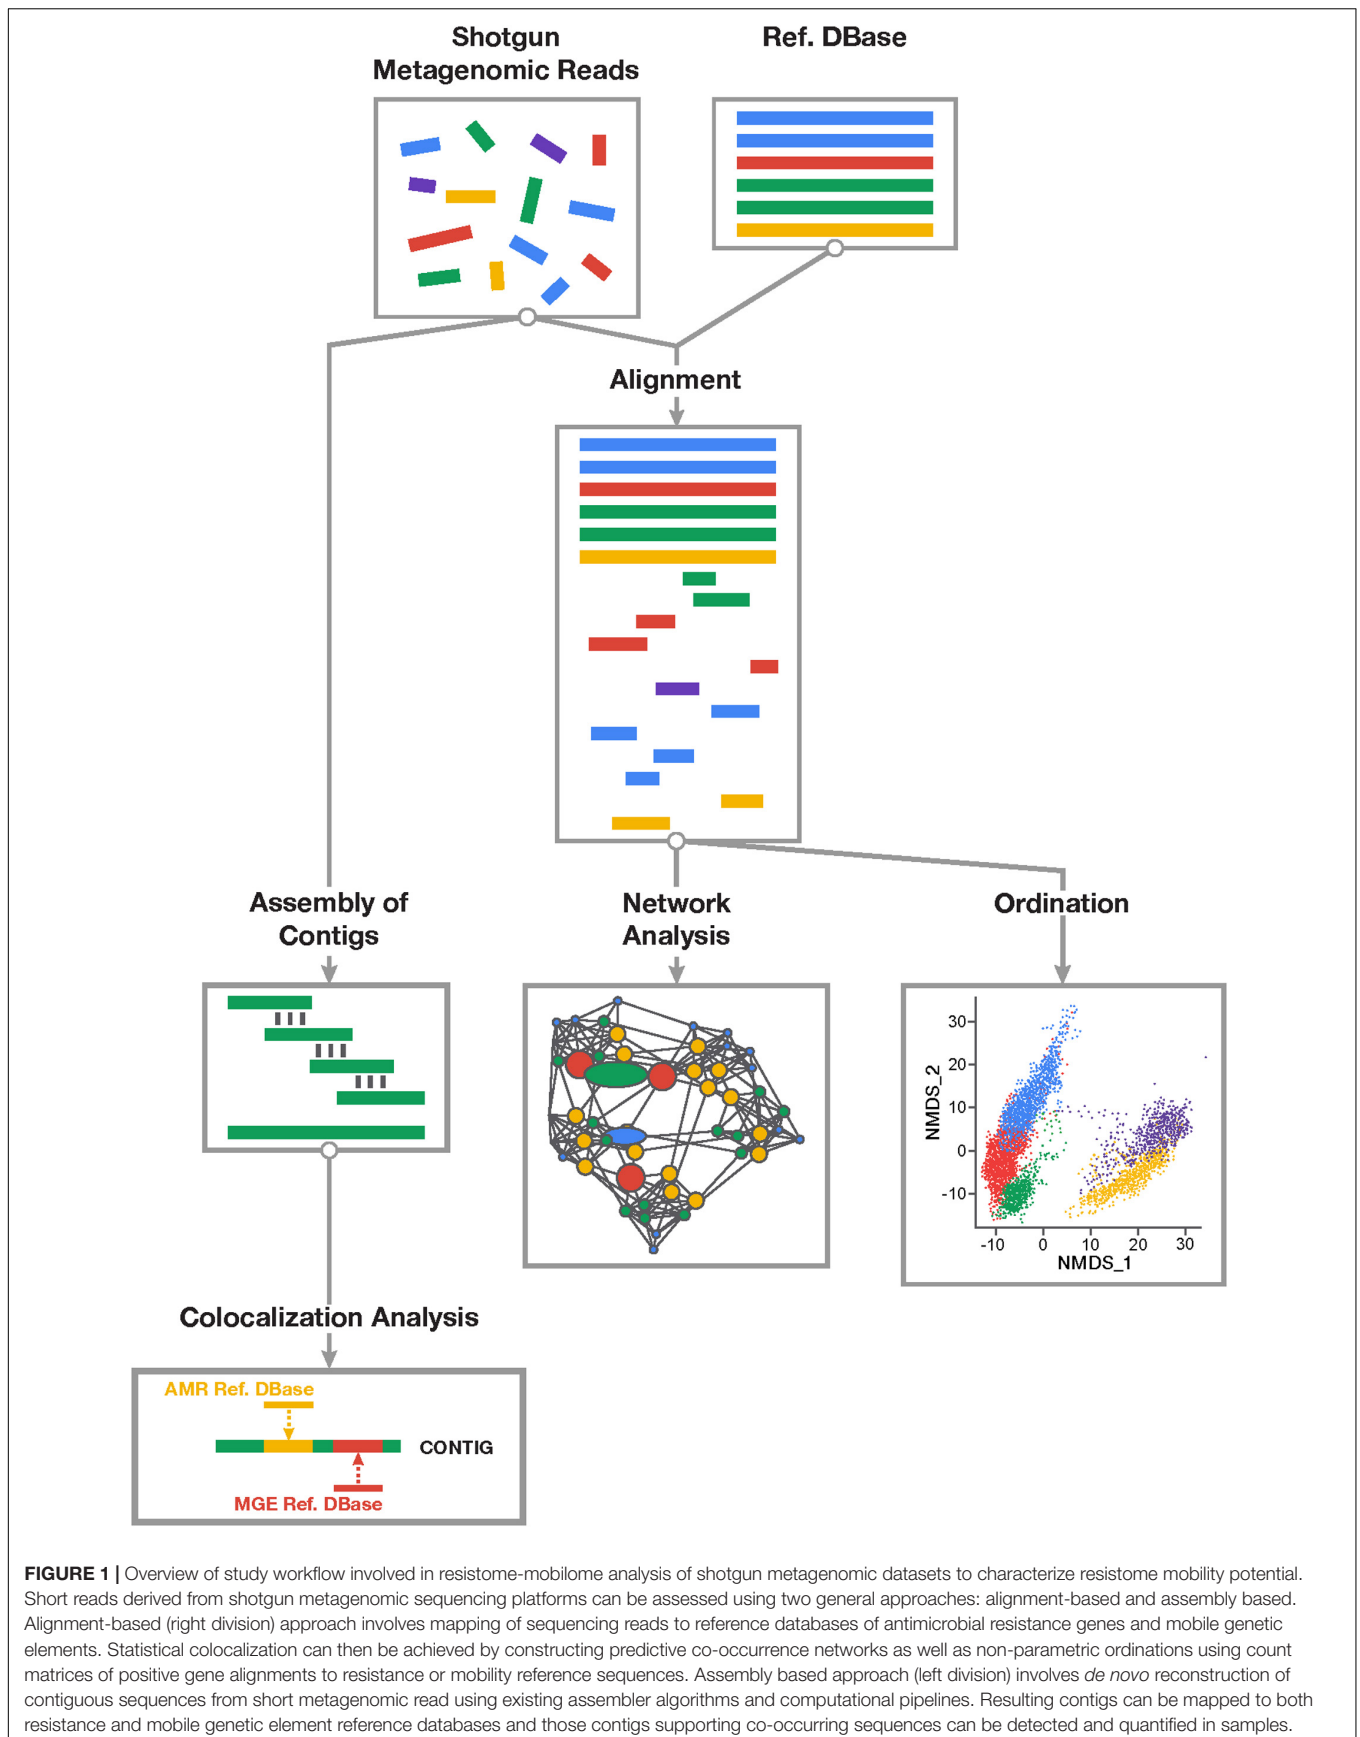 Shotgun
Metagenomic Reads
Ref. DBase
Alignment
Assembly of
Contigs
Network
Analysis
Ordination
NMDS_2
30
20
10
0
-10
-10 0 10 20 30
NMDS_1
Colocalization Analysis
AMR Ref. DBase
CONTIG
MGE Ref. DBase
FIGURE 1 | Overview of study workflow involved in resistome-mobilome analysis of shotgun metagenomic datasets to characterize resistome mobility potential.
Short reads derived from shotgun metagenomic sequencing platforms can be assessed using two general approaches: alignment-based and assembly based.
Alignment-based (right division) approach involves mapping of sequencing reads to reference databases of antimicrobial resistance genes and mobile genetic
elements. Statistical colocalization can then be achieved by constructing predictive co-occurrence networks as well as non-parametric ordinations using count
matrices of positive gene alignments to resistance or mobility reference sequences. Assembly based approach (left division) involves de novo reconstruction of
contiguous sequences from short metagenomic read using existing assembler algorithms and computational pipelines. Resulting contigs can be mapped to both
resistance and mobile genetic element reference databases and those contigs supporting co-occurring sequences can be detected and quantified in samples.